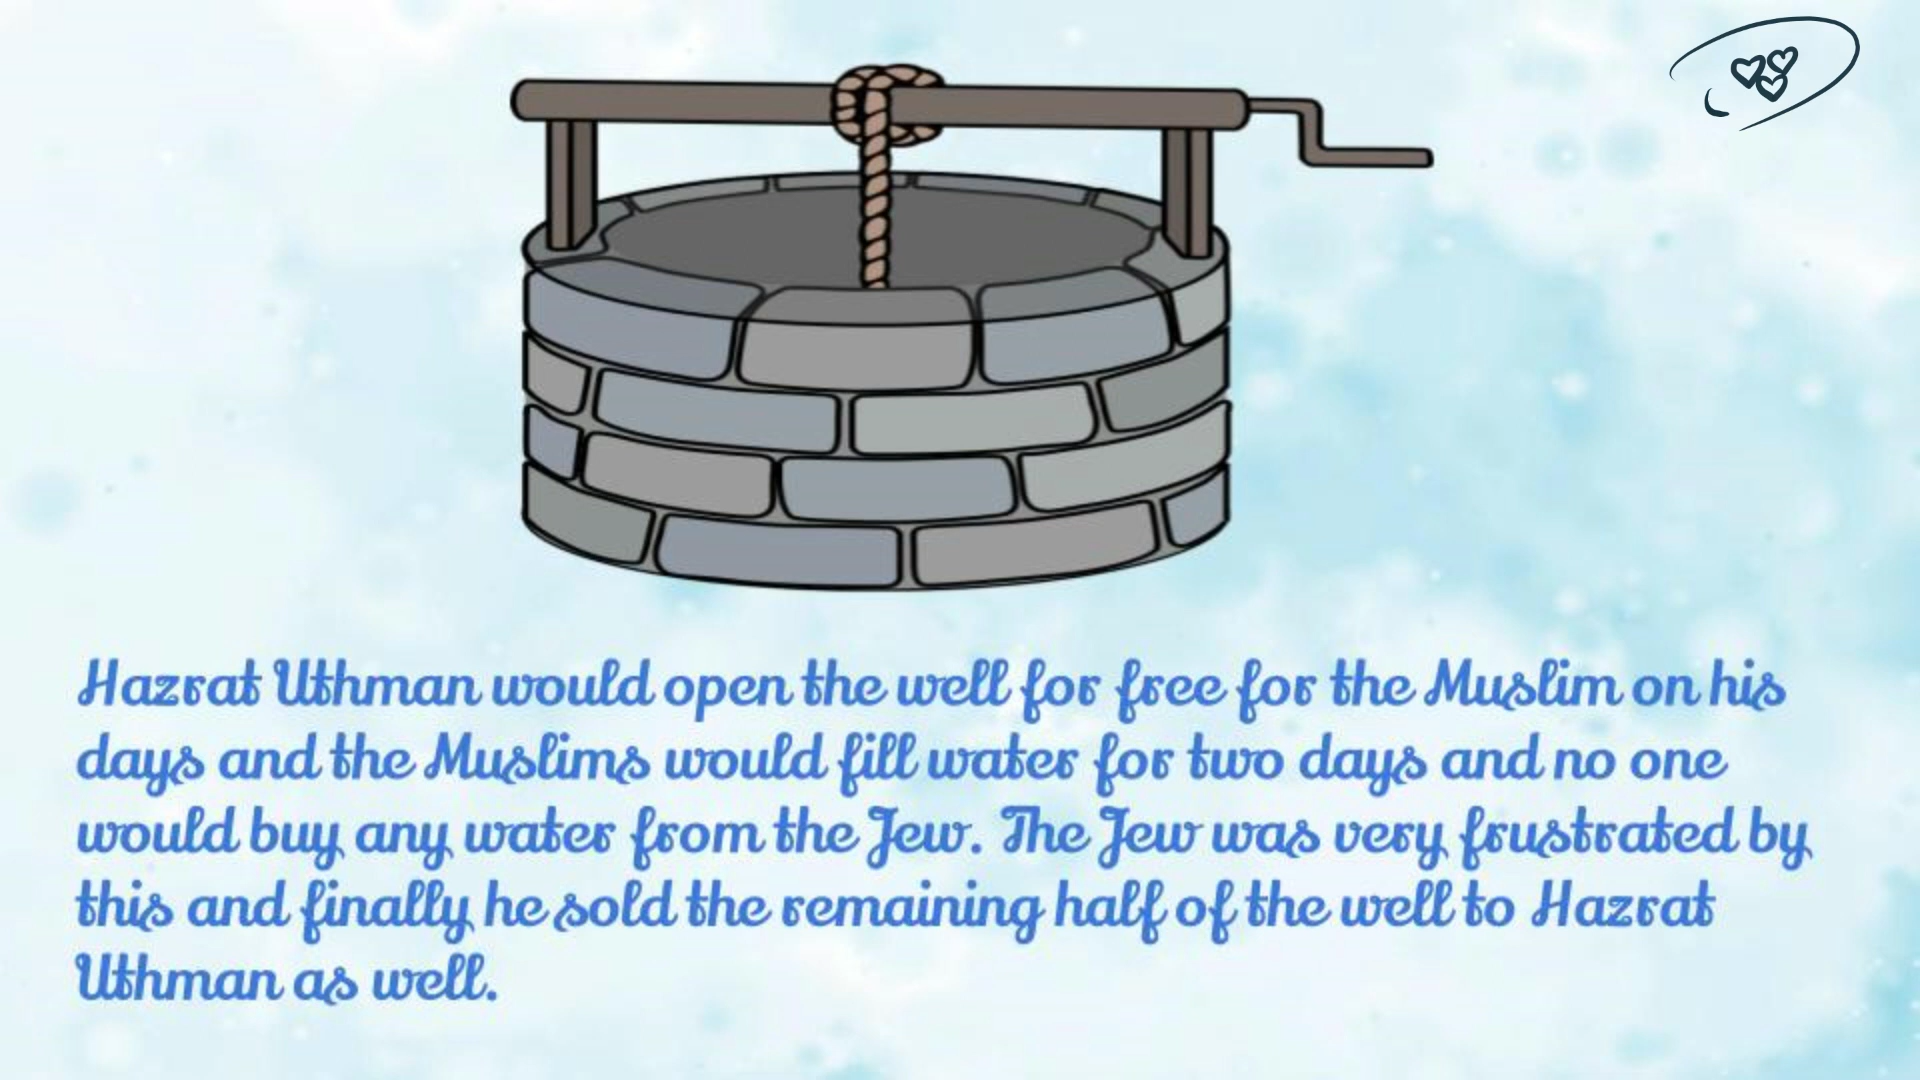 Hazrat Uthman would open the well for free for the Muslim on his
days and the Muslims would fill water for two days and no one
would buy any water from the Jew. The Jew was very frustrated by
this and finally he sold the remaining half of the well to Hazrat
Uthman as well.